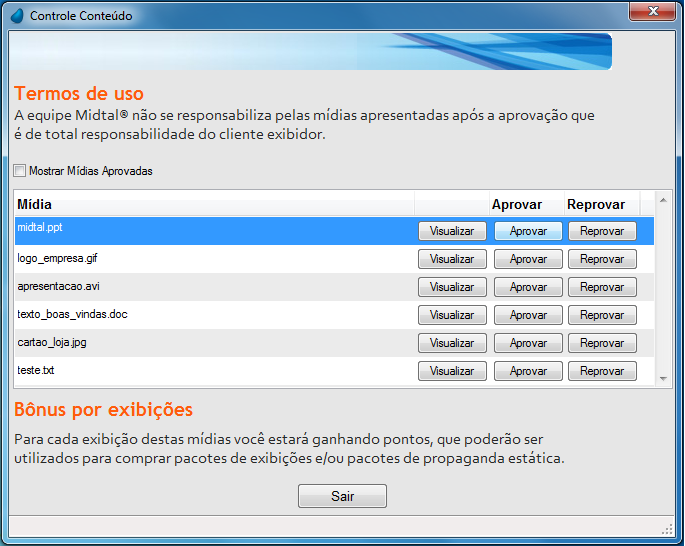 Controle Conteúdo
Termos de uso
A equipe Midtal® não se responsabiliza pelas mídias apresentadas após a aprovação que
é de total responsabilidade do cliente exibidor.
Mostrar Mídias Aprovadas
Mídia Aprovar Reprovar
midtal.ppt Visualizar Aprovar Reprovar
logo_empresa.gif Visualizar Aprovar Reprovar
apresentacao.avi Visualizar Aprovar Reprovar
texto_boas_vindas.doc Visualizar Aprovar Reprovar
cartao_loja.jpg Visualizar Aprovar Reprovar
teste.txt Visualizar Aprovar Reprovar
Bônus por exibições
Para cada exibição destas mídias você estará ganhando pontos, que poderão ser
utilizados para comprar pacotes de exibições e/ou pacotes de propaganda estática.
Sair